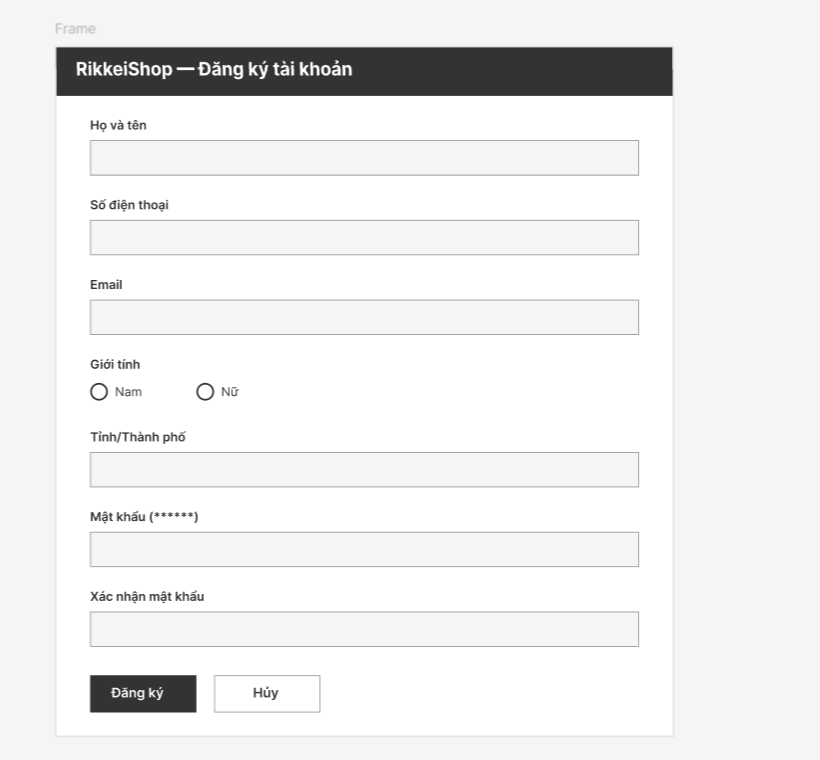 Frame
RikkeiShop — Đăng ký tài khoản
Họ và tên
Số điện thoại
Email
Giới tính
Nam Nữ
Tỉnh/Thành phố
Mật khẩu (******)
Xác nhận mật khẩu
Đăng ký Hủy